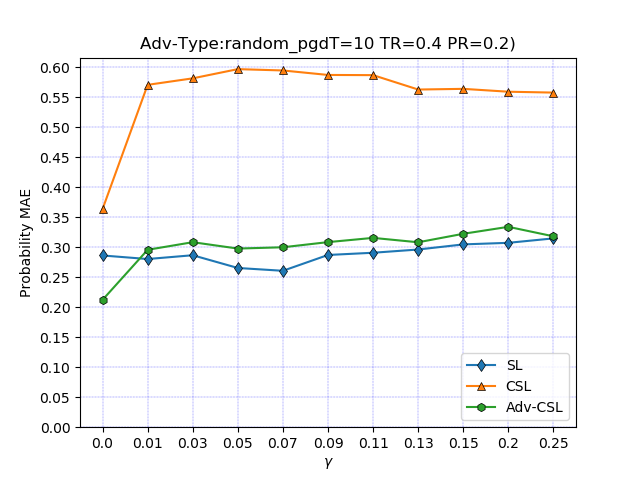 Adv-Type:random_pgdT=10 TR=0.4 PR=0.2)
Probability MAE
0.60
0.55
0.50
0.45
0.40
0.35
0.30
0.25
0.20
0.15
0.10
0.05
0.00
SL
CSL
Adv-CSL
0.0 0.01 0.03 0.05 0.07 0.09 0.11 0.13 0.15 0.2 0.25
γ